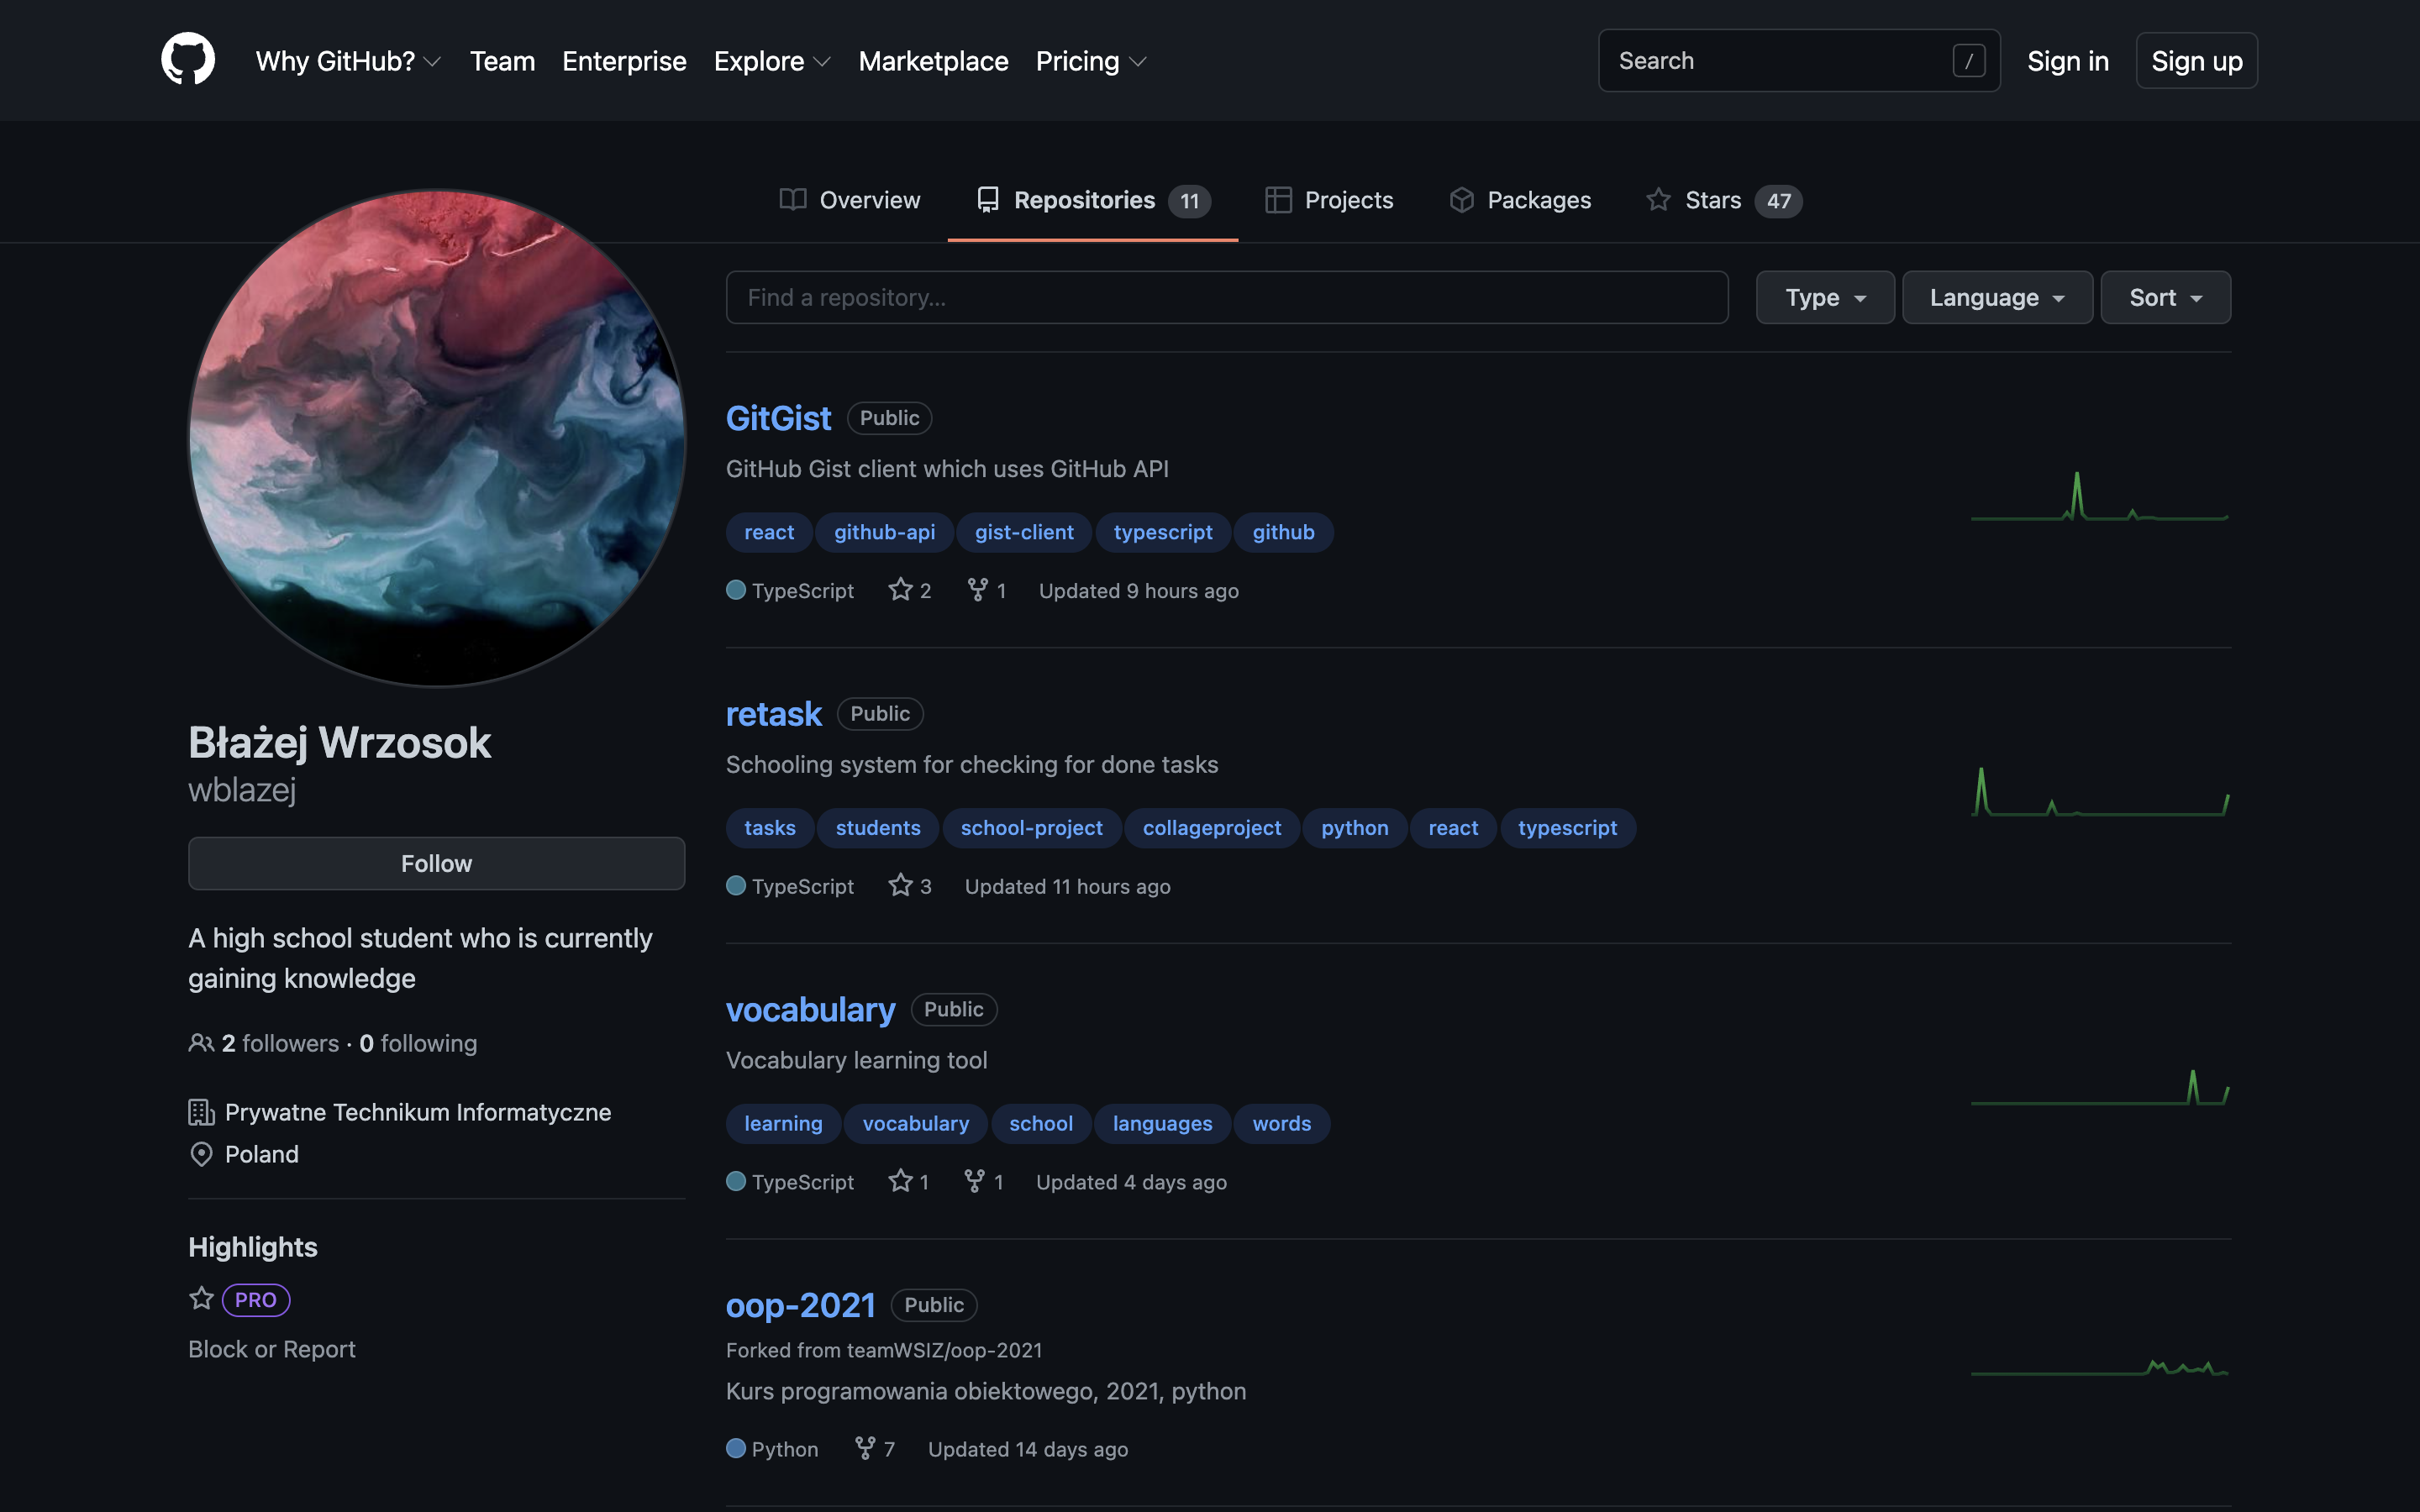 Why GitHub? Team Enterprise Explore Marketplace Pricing Search / Sign in Sign up
Overview Repositories 11 Projects Packages Stars 47
Find a repository... Type Language Sort
Błażej Wrzosok
wblazej
Follow
A high school student who is currently
gaining knowledge
2 followers · 0 following
Prywatne Technikum Informatyczne
Poland
Highlights
PRO
Block or Report
GitGist Public
GitHub Gist client which uses GitHub API
react github-api gist-client typescript github
TypeScript 2 1 Updated 9 hours ago
retask Public
Schooling system for checking for done tasks
tasks students school-project collageproject python react typescript
TypeScript 3 Updated 11 hours ago
vocabulary Public
Vocabulary learning tool
learning vocabulary school languages words
TypeScript 1 1 Updated 4 days ago
oop-2021 Public
Forked from teamWSIZ/oop-2021
Kurs programowania obiektowego, 2021, python
Python 7 Updated 14 days ago